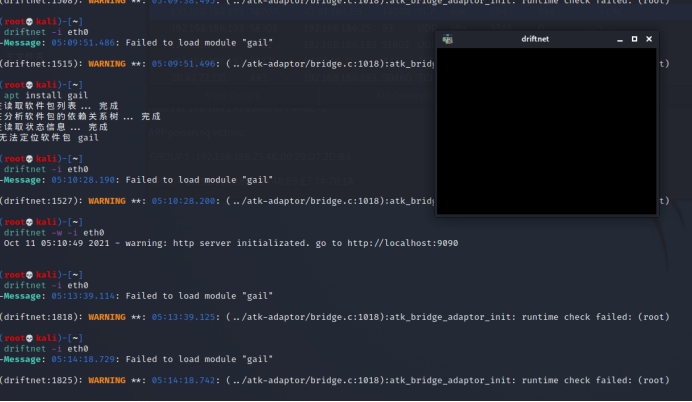 (driftnet:1508): WARNING **: 05:09:38.495: (../atk-adaptor/bridge.c:1018):atk_bridge_adaptor_init: runtime check failed: (root)
(root💀kali)-[~]
driftnet -i eth0
-Message: 05:09:51.486: Failed to load module "gail"
(driftnet:1515): WARNING **: 05:09:51.496: (../atk-adaptor/bridge.c:1018):atk_bridg
driftnet
(root💀kali)-[~]
apt install gail
在读取软件包列表... 完成
在分析软件包的依赖关系树... 完成
在读取状态信息... 完成
无法定位软件包 gail
(root💀kali)-[~]
driftnet -i eth0
-Message: 05:10:28.190: Failed to load module "gail"
(driftnet:1527): WARNING **: 05:10:28.200: (../atk-adaptor/bridge.c:1018):atk_bridg
(root💀kali)-[~]
driftnet -w -i eth0
Oct 11 05:10:49 2021 - warning: http server initializated. go to http://localhost:9090
(root💀kali)-[~]
driftnet -i eth0
-Message: 05:13:39.114: Failed to load module "gail"
(driftnet:1818): WARNING **: 05:13:39.125: (../atk-adaptor/bridge.c:1018):atk_bridge_adaptor_init: runtime check failed: (root)
(root💀kali)-[~]
driftnet -i eth0
-Message: 05:14:18.729: Failed to load module "gail"
(driftnet:1825): WARNING **: 05:14:18.742: (../atk-adaptor/bridge.c:1018):atk_bridge_adaptor_init: runtime check failed: (root)